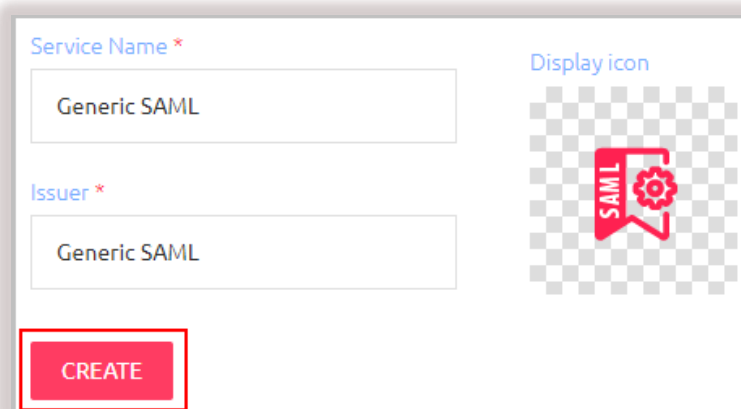 Service Name *
Display icon
Generic SAML
Issuer *
SAML
Generic SAML
CREATE